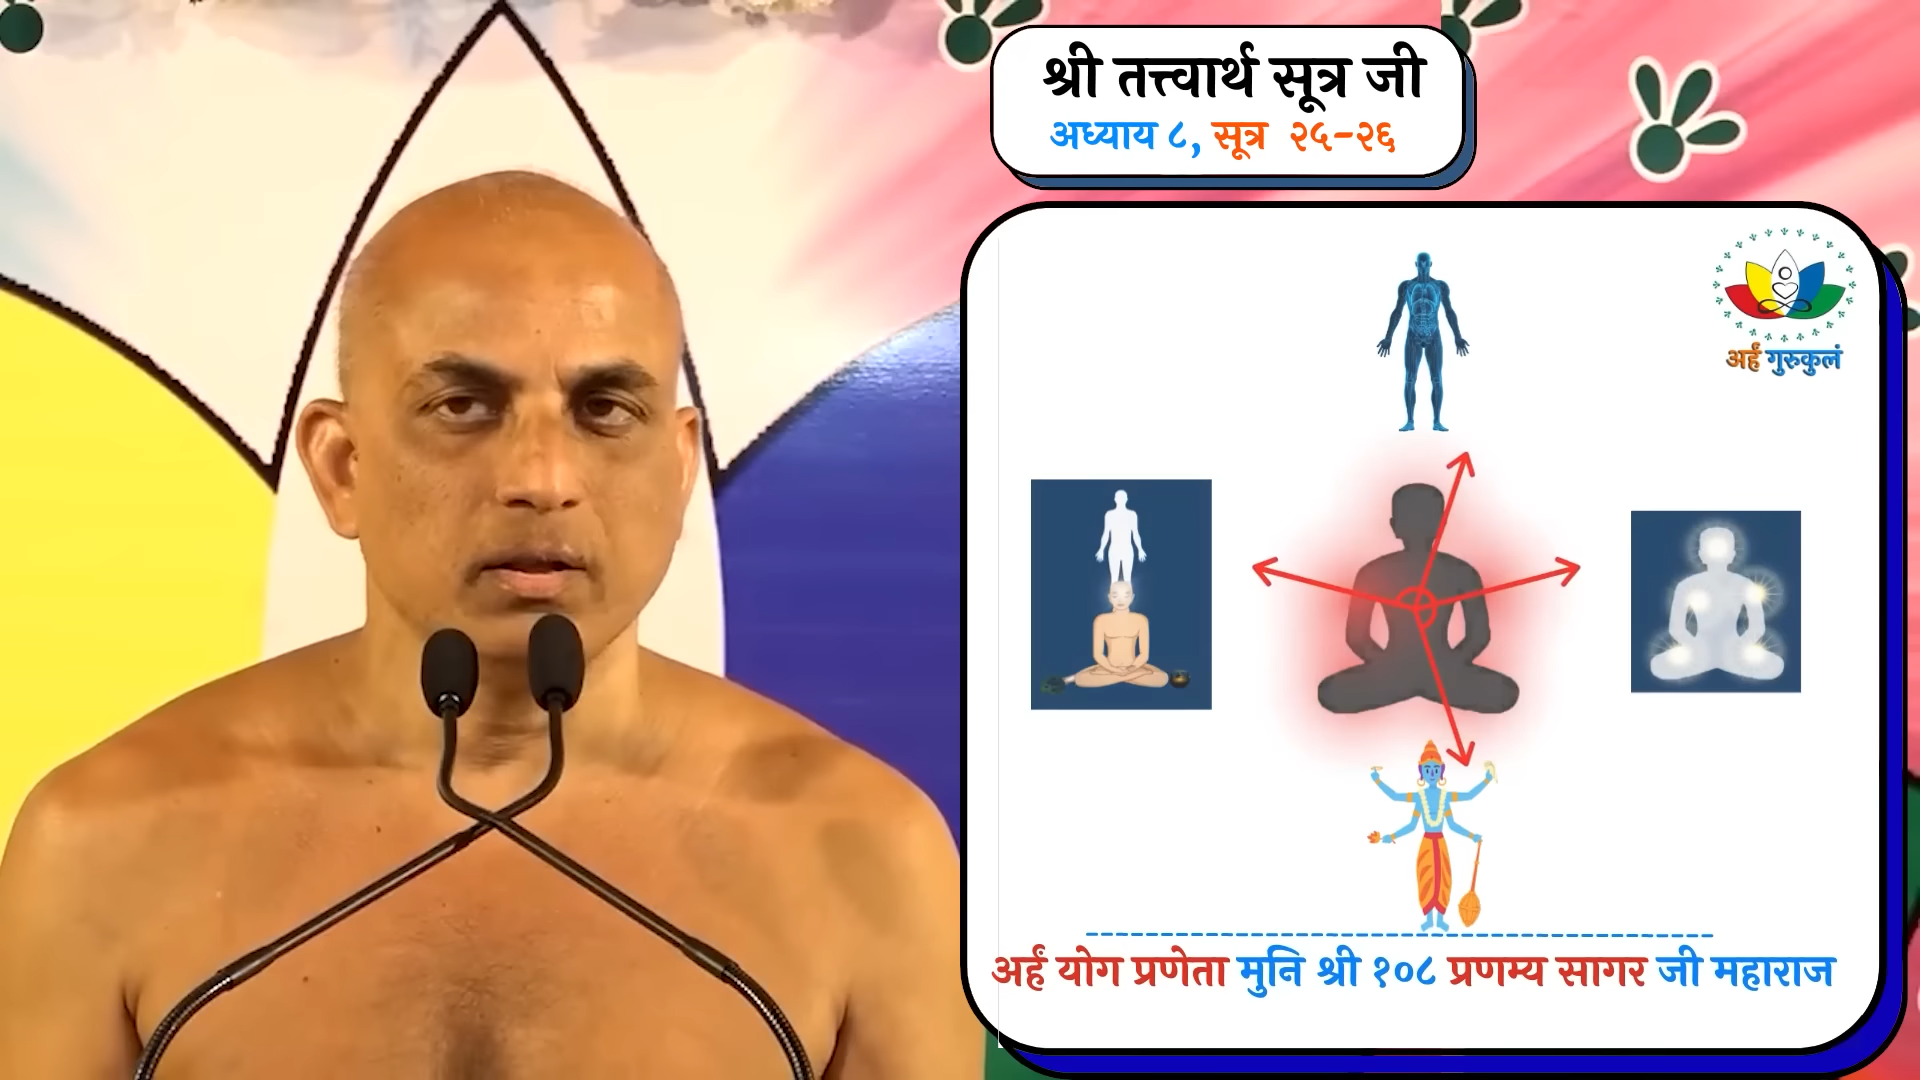 श्री तत्त्वार्थ सूत्र जी
अध्याय ८, सूत्र २५-२६
अर्हं गुरुकुलं
अर्हं योग प्रणेता मुनि श्री १०८ प्रणम्य सागर जी महाराज